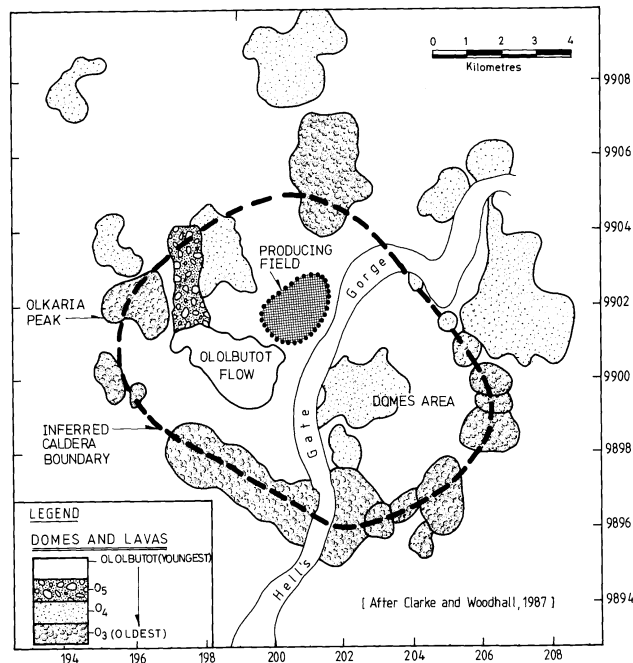 0 1 2 3 4
Kilometres
9908
9906
9904
9902
9900
9898
9896
9894
PRODUCING
FIELD
OLKARIA
PEAK
OLOLBUTOT
FLOW
DOMES AREA
INFERRED
CALDERA
BOUNDARY
Hell's Gate Gorge
LEGEND
DOMES AND LAVAS
OLOLBUTOT(YOUNGEST)
O5
O4
O3 (OLDEST)
[ After Clarke and Woodhall, 1987 ]
194 196 198 200 202 204 206 208